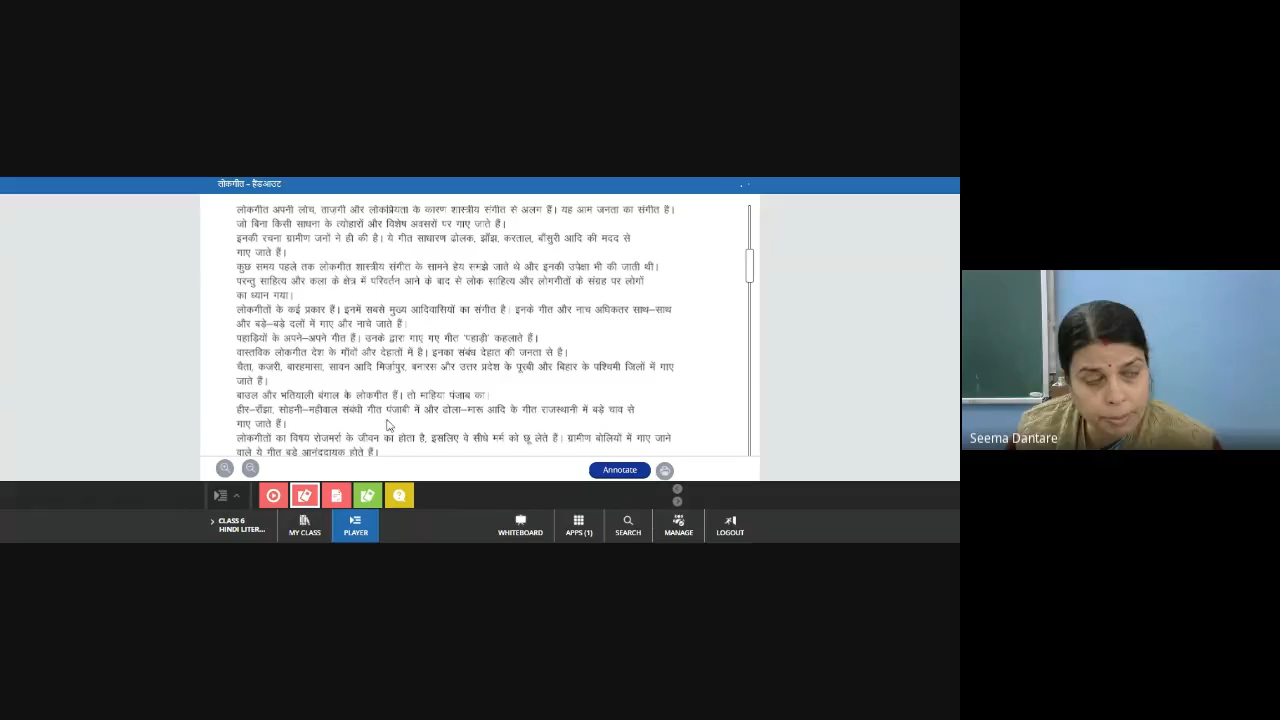 लोकगीत – हैंडआउट
लोकगीत अपनी लोच, ताज़गी और लोकप्रियता के कारण शास्त्रीय संगीत से अलग हैं। यह आम जनता का संगीत है।
जो बिना किसी साधना के त्योहारों और विशेष अवसरों पर गाए जाते हैं।
इनकी रचना ग्रामीण जनों ने ही की है। ये गीत साधारण ढोलक, झाँझ, करताल, बाँसुरी आदि की मदद से
गाए जाते हैं।
कुछ समय पहले तक लोकगीत शास्त्रीय संगीत के सामने हेय समझे जाते थे और इनकी उपेक्षा भी की जाती थी।
परन्तु साहित्य और कला के क्षेत्र में परिवर्तन आने के बाद से लोक साहित्य और लोगगीतों के संग्रह पर लोगों
का ध्यान गया।
लोकगीतों के कई प्रकार हैं। इनमें सबसे मुख्य आदिवासियों का संगीत है। इनके गीत और नाच अधिकतर साथ–साथ
और बड़े–बड़े दलों में गाए और नाचे जाते हैं।
पहाड़ियों के अपने–अपने गीत हैं। उनके द्वारा गाए गए गीत 'पहाड़ी' कहलाते हैं।
वास्तविक लोकगीत देश के गाँवों और देहातों में है। इनका संबंध देहात की जनता से है।
चैता, कजरी, बारहमासा, सावन आदि मिर्जापुर, बनारस और उत्तर प्रदेश के पूरबी और बिहार के पश्चिमी जिलों में गाए
जाते हैं।
बाउल और भतियाली बंगाल के लोकगीत हैं। तो माहिया पंजाब का।
हीर–राँझा, सोहनी–महीवाल संबंधी गीत पंजाबी में और ढोला–मारू आदि के गीत राजस्थानी में बड़े चाव से
गाए जाते हैं।
लोकगीतों का विषय रोजमर्रा के जीवन का होता है, इसलिए वे सीधे मर्म को छू लेते हैं। ग्रामीण बोलियों में गाए जाने
वाले ये गीत बड़े आनंददायक होते हैं।
Annotate
CLASS 6
HINDI LITER...
MY CLASS
PLAYER
WHITEBOARD
APPS (1)
SEARCH
MANAGE
LOGOUT
Seema Dantare